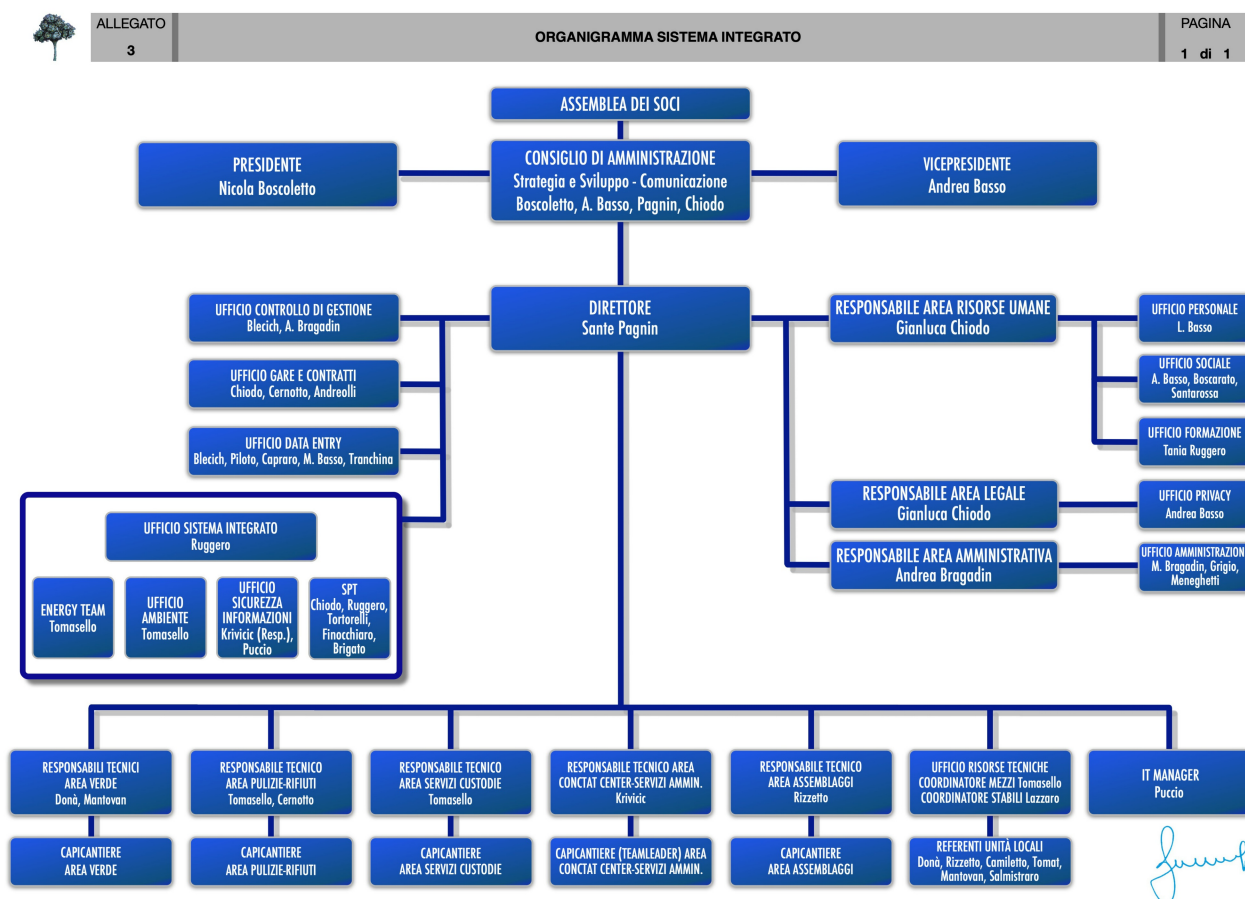 ALLEGATO
3
ORGANIGRAMMA SISTEMA INTEGRATO
PAGINA
1 di 1
ASSEMBLEA DEI SOCI
PRESIDENTE
Nicola Boscoletto
CONSIGLIO DI AMMINISTRAZIONE
Strategia e Sviluppo - Comunicazione
Boscoletto, A. Basso, Pagnin, Chiodo
VICEPRESIDENTE
Andrea Basso
UFFICIO CONTROLLO DI GESTIONE
Blecich, A. Bragadin
DIRETTORE
Sante Pagnin
RESPONSABILE AREA RISORSE UMANE
Gianluca Chiodo
UFFICIO PERSONALE
L. Basso
UFFICIO GARE E CONTRATTI
Chiodo, Cernotto, Andreolli
UFFICIO SOCIALE
A. Basso, Boscarato,
Santarossa
UFFICIO DATA ENTRY
Blecich, Piloto, Capraro, M. Basso, Tranchina
UFFICIO FORMAZIONE
Tania Ruggero
RESPONSABILE AREA LEGALE
Gianluca Chiodo
UFFICIO PRIVACY
Andrea Basso
UFFICIO SISTEMA INTEGRATO
Ruggero
RESPONSABILE AREA AMMINISTRATIVA
Andrea Bragadin
UFFICIO AMMINISTRAZION
M. Bragadin, Grigio,
Meneghetti
ENERGY TEAM
Tomasello
UFFICIO
AMBIENTE
Tomasello
UFFICIO
SICUREZZA
INFORMAZIONI
Krivicic (Resp.),
Puccio
SPT
Chiodo, Ruggero,
Tortorelli,
Finocchiaro,
Brigato
RESPONSABILI TECNICI
AREA VERDE
Donà, Mantovan
RESPONSABILE TECNICO
AREA PULIZIE-RIFIUTI
Tomasello, Cernotto
RESPONSABILE TECNICO
AREA SERVIZI CUSTODIE
Tomasello
RESPONSABILE TECNICO AREA
CONCTAT CENTER-SERVIZI AMMIN.
Krivicic
RESPONSABILE TECNICO
AREA ASSEMBLAGGI
Rizzetto
UFFICIO RISORSE TECNICHE
COORDINATORE MEZZI Tomasello
COORDINATORE STABILI Lazzaro
IT MANAGER
Puccio
CAPICANTIERE
AREA VERDE
CAPICANTIERE
AREA PULIZIE-RIFIUTI
CAPICANTIERE
AREA SERVIZI CUSTODIE
CAPICANTIERE (TEAMLEADER) AREA
CONCTAT CENTER-SERVIZI AMMIN.
CAPICANTIERE
AREA ASSEMBLAGGI
REFERENTI UNITÀ LOCALI
Donà, Rizzetto, Camiletto, Tomat,
Mantovan, Salmistraro